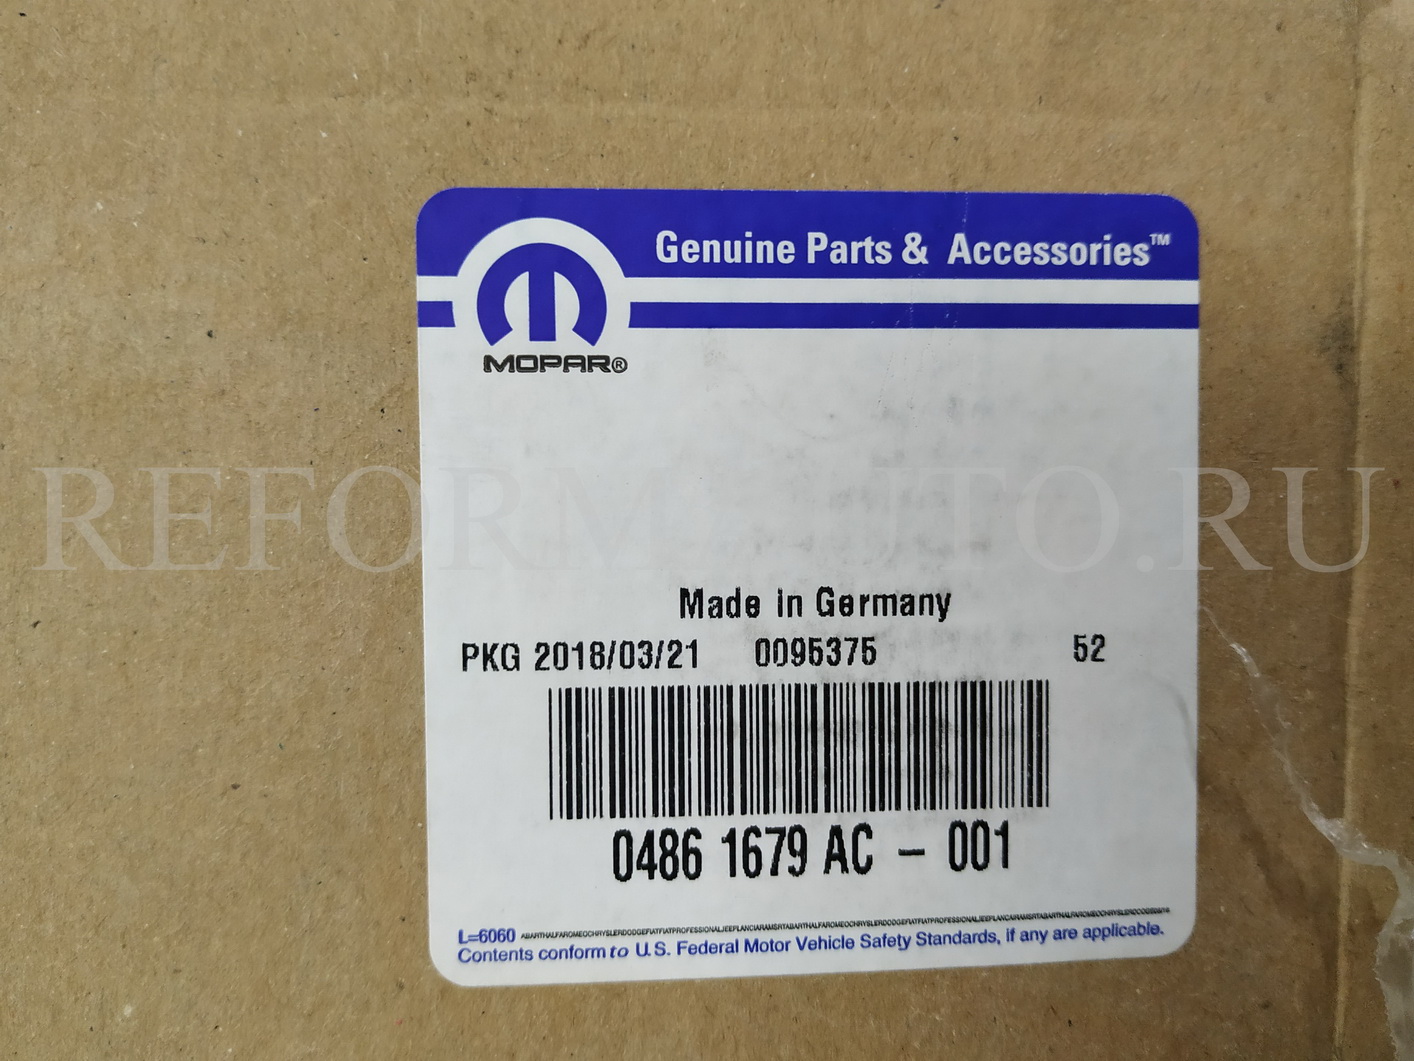 Genuine Parts & Accessories™
MOPAR®
REFORMAUTO.RU
Made in Germany
PKG 2018/03/21 0095375 52
0486 1679 AC - 001
L=6060
Contents conform to U.S. Federal Motor Vehicle Safety Standards, if any are applicable.